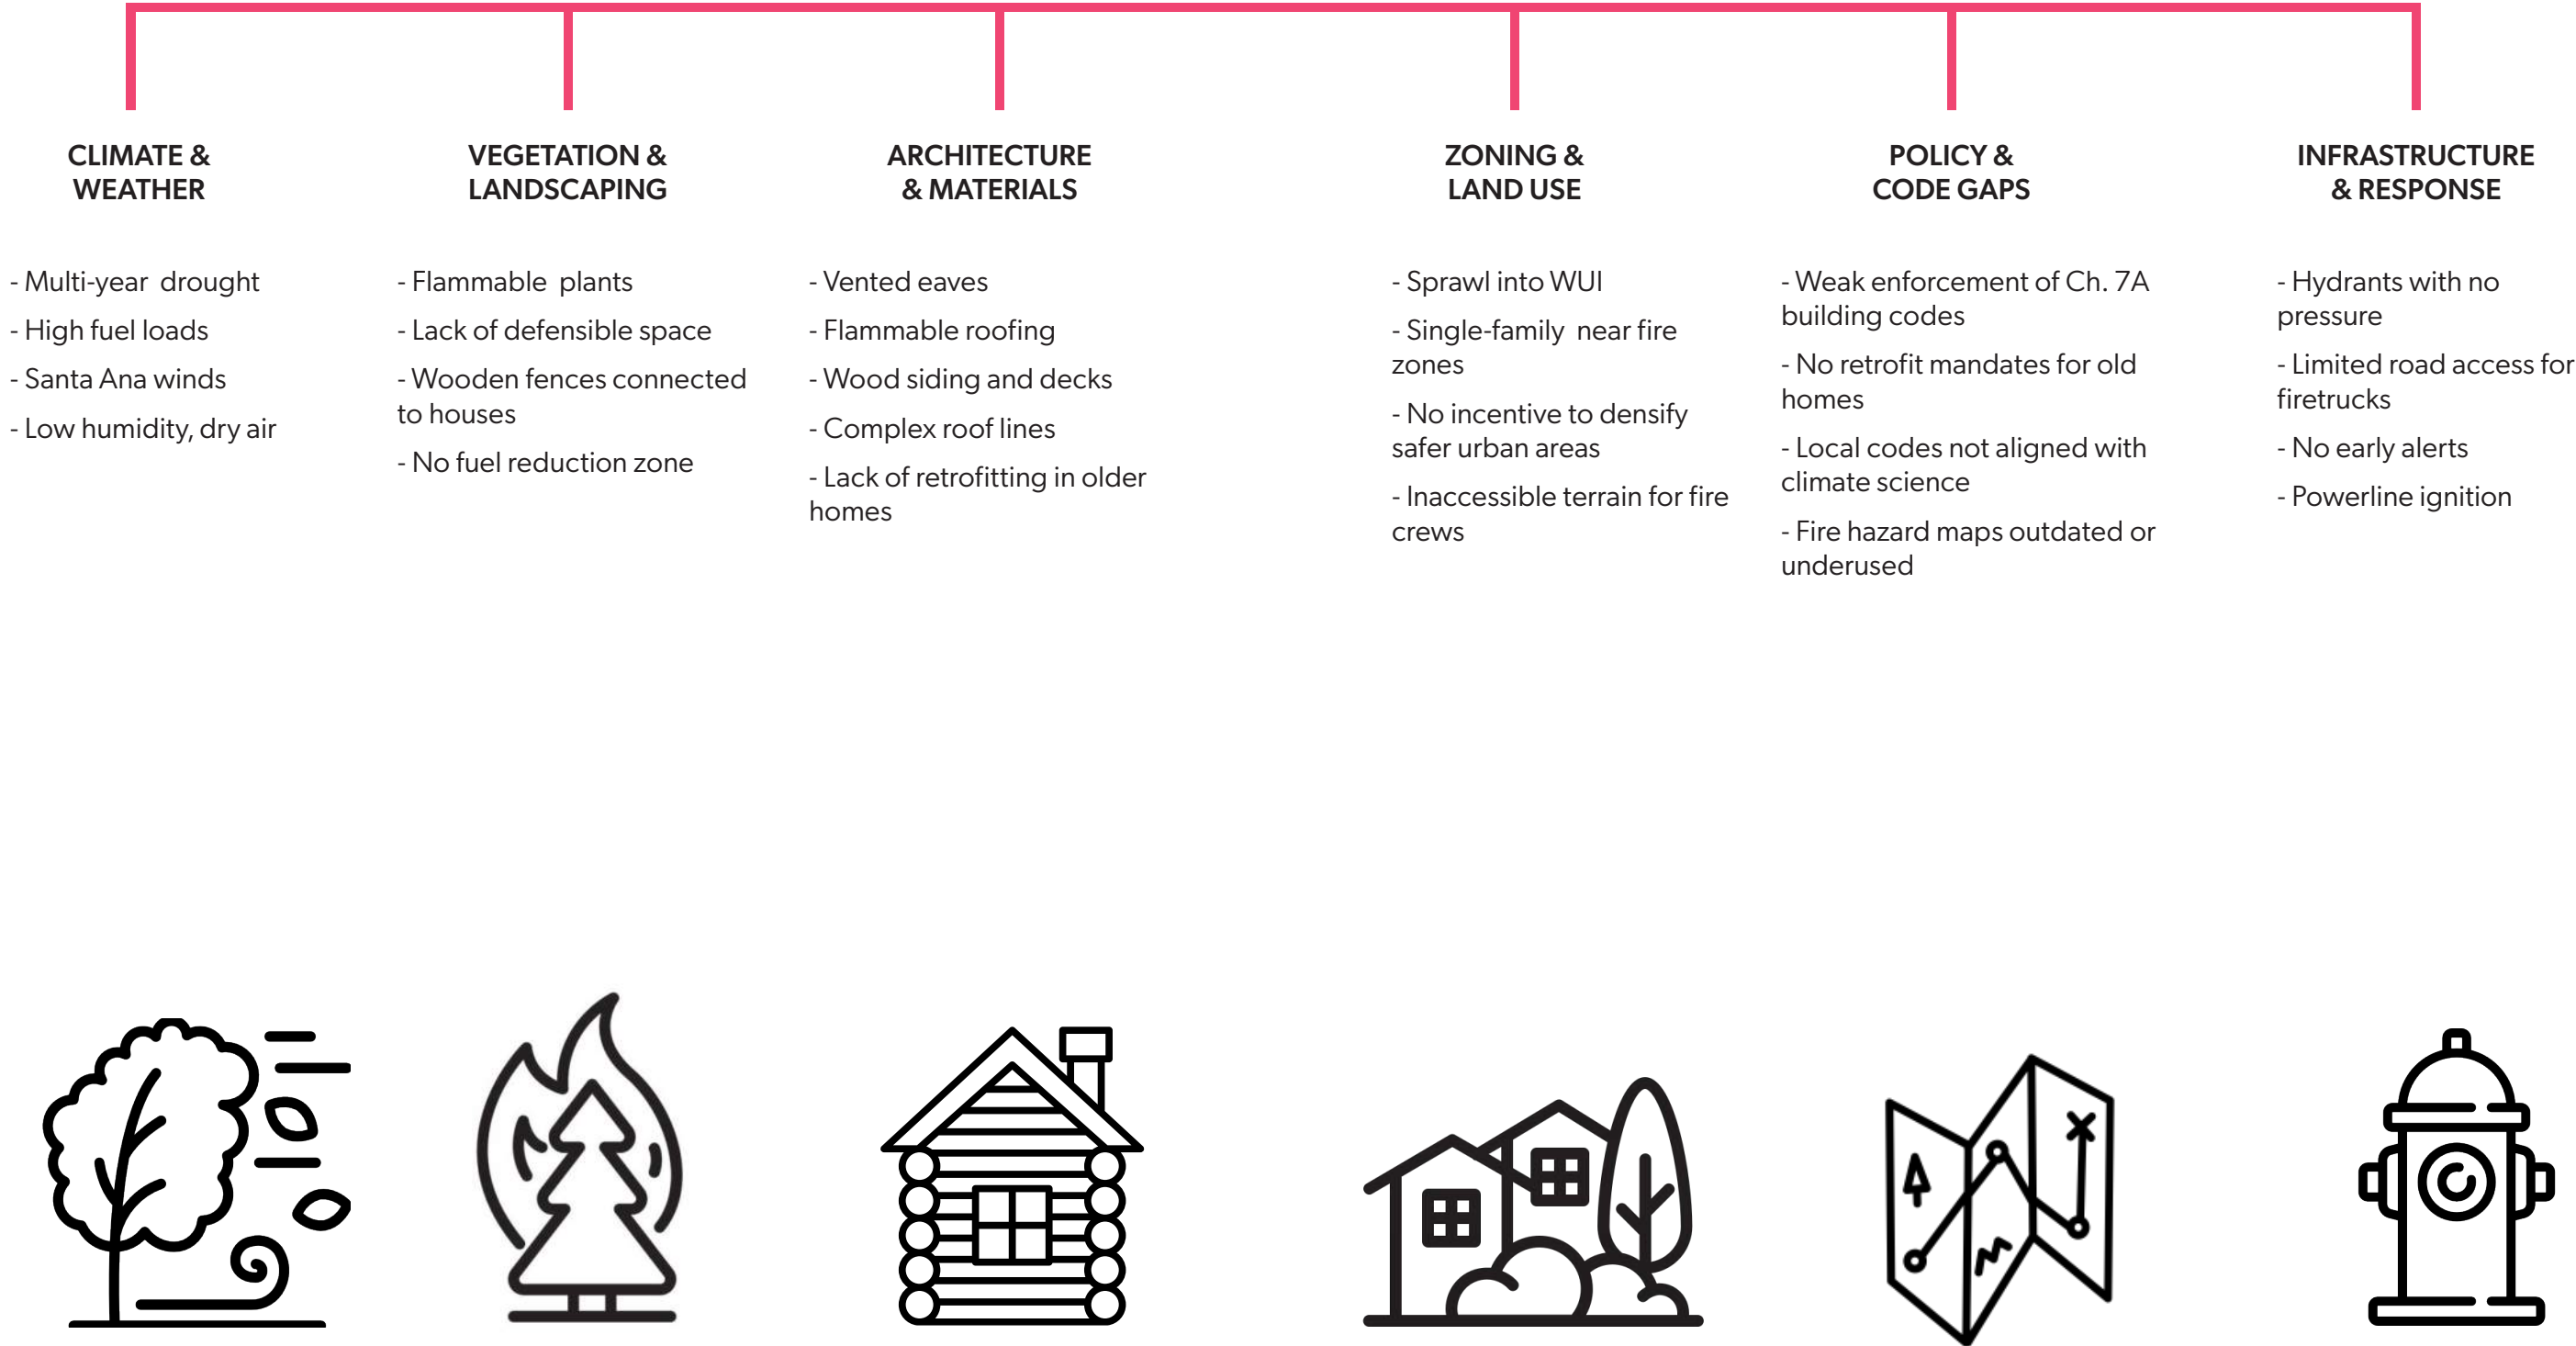 CLIMATE &
WEATHER
- Multi-year drought
- High fuel loads
- Santa Ana winds
- Low humidity, dry air
VEGETATION &
LANDSCAPING
- Flammable plants
- Lack of defensible space
- Wooden fences connected
to houses
- No fuel reduction zone
ARCHITECTURE
& MATERIALS
- Vented eaves
- Flammable roofing
- Wood siding and decks
- Complex roof lines
- Lack of retrofitting in older
homes
ZONING &
LAND USE
- Sprawl into WUI
- Single-family near fire
zones
- No incentive to densify
safer urban areas
- Inaccessible terrain for fire
crews
POLICY &
CODE GAPS
- Weak enforcement of Ch. 7A
building codes
- No retrofit mandates for old
homes
- Local codes not aligned with
climate science
- Fire hazard maps outdated or
underused
INFRASTRUCTURE
& RESPONSE
- Hydrants with no
pressure
- Limited road access for
firetrucks
- No early alerts
- Powerline ignition